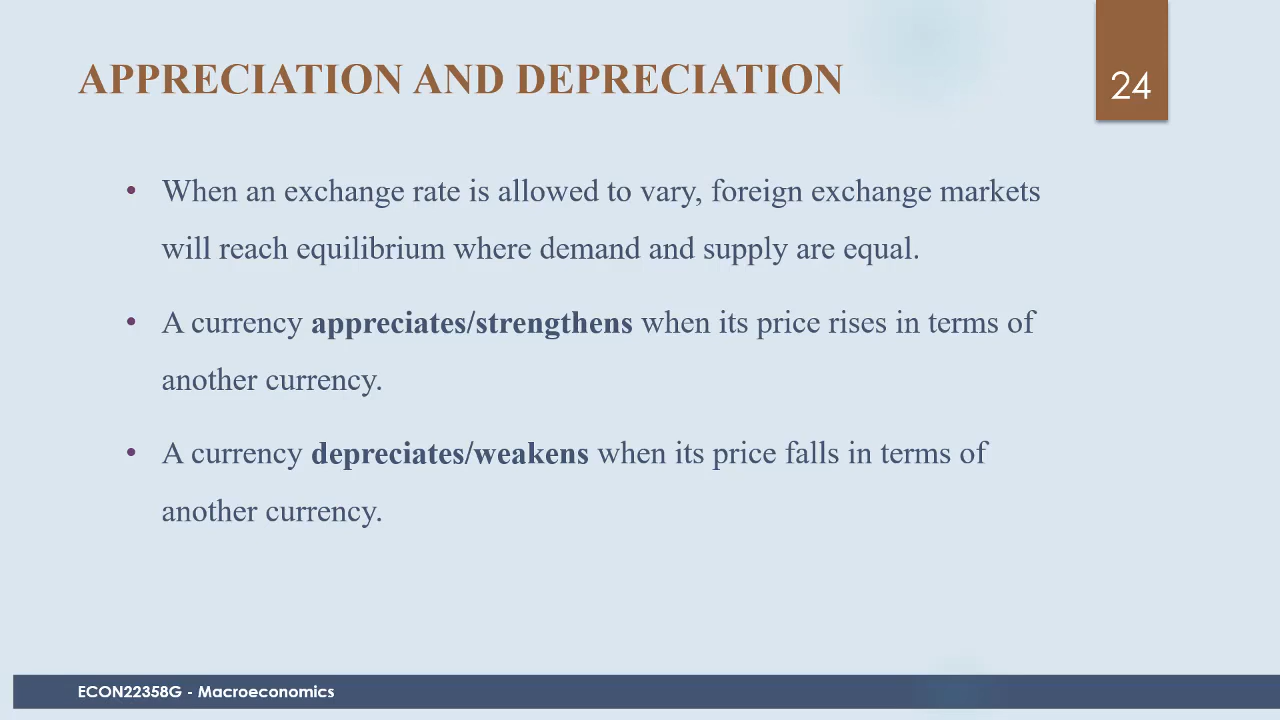 APPRECIATION AND DEPRECIATION
24
• When an exchange rate is allowed to vary, foreign exchange markets
will reach equilibrium where demand and supply are equal.
• A currency appreciates/strengthens when its price rises in terms of
another currency.
• A currency depreciates/weakens when its price falls in terms of
another currency.
ECON22358G - Macroeconomics